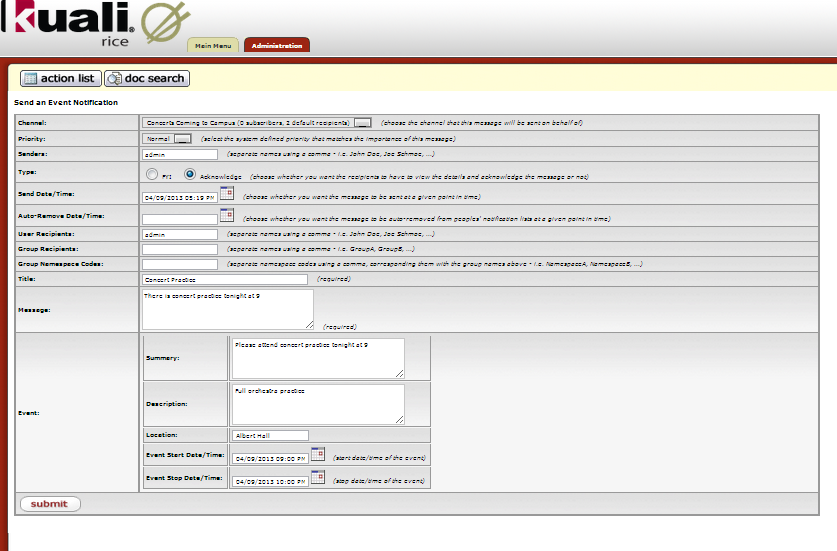 kuali
rice
Main Menu Administration
action list doc search
Send an Event Notification
Channel: Concerts Coming to Campus (0 subscribers, 2 default recipients) (choose the channel that this message will be sent on behalf of)
Priority: Normal (select the system defined priority that matches the importance of this message)
Senders: admin (separate names using a comma - i.e. John Doe, Joe Schmoe, ...)
Type: FYI Acknowledge (choose whether you want the recipients to have to view the details and acknowledge the message or not)
Send Date/Time: 04/09/2013 05:19 PM (choose whether you want the message to be sent at a given point in time)
Auto-Remove Date/Time: (choose whether you want the message to be auto-removed from peoples' notification lists at a given point in time)
User Recipients: admin (separate names using a comma - i.e. John Doe, Joe Schmoe, ...)
Group Recipients: (separate names using a comma - i.e. GroupA, GroupB, ...)
Group Namespace Codes: (separate namespace codes using a comma, corresponding them with the group names above - i.e. NamespaceA, NamespaceB, ...)
Title: Concert Practice (required)
There is concert practice tonight at 9
Message:
(required)
Please attend concert practice tonight at 9
Summary:
Full orchestra practice
Description:
Event:
Location: Albert Hall
Event Start Date/Time: 04/09/2013 09:00 PM (start date/time of the event)
Event Stop Date/Time: 04/09/2013 10:00 PM (stop date/time of the event)
submit